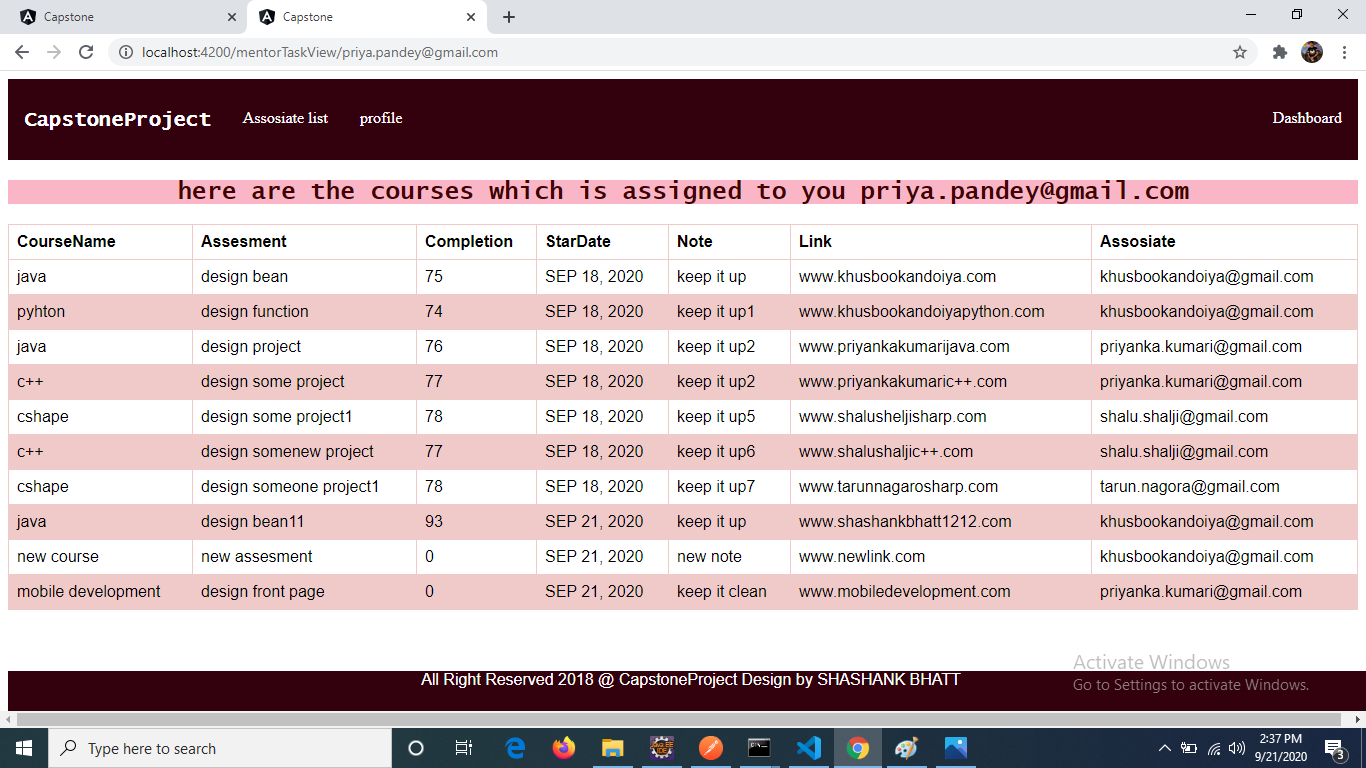 Capstone
Capstone
localhost:4200/mentorTaskView/priya.pandey@gmail.com
CapstoneProject Assosiate list profile Dashboard
here are the courses which is assigned to you priya.pandey@gmail.com
CourseName Assesment Completion StarDate Note Link Assosiate
java design bean 75 SEP 18, 2020 keep it up www.khusbookandoiya.com khusbookandoiya@gmail.com
pyhton design function 74 SEP 18, 2020 keep it up1 www.khusbookandoiyapython.com khusbookandoiya@gmail.com
java design project 76 SEP 18, 2020 keep it up2 www.priyankakumarijava.com priyanka.kumari@gmail.com
c++ design some project 77 SEP 18, 2020 keep it up2 www.priyankakumaric++.com priyanka.kumari@gmail.com
cshape design some project1 78 SEP 18, 2020 keep it up5 www.shalusheljisharp.com shalu.shalji@gmail.com
c++ design somenew project 77 SEP 18, 2020 keep it up6 www.shalushaljic++.com shalu.shalji@gmail.com
cshape design someone project1 78 SEP 18, 2020 keep it up7 www.tarunnagarosharp.com tarun.nagora@gmail.com
java design bean11 93 SEP 21, 2020 keep it up www.shashankbhatt1212.com khusbookandoiya@gmail.com
new course new assesment 0 SEP 21, 2020 new note www.newlink.com khusbookandoiya@gmail.com
mobile development design front page 0 SEP 21, 2020 keep it clean www.mobiledevelopment.com priyanka.kumari@gmail.com
Activate Windows
Go to Settings to activate Windows.
All Right Reserved 2018 @ CapstoneProject Design by SHASHANK BHATT
Type here to search
2:37 PM
9/21/2020
3